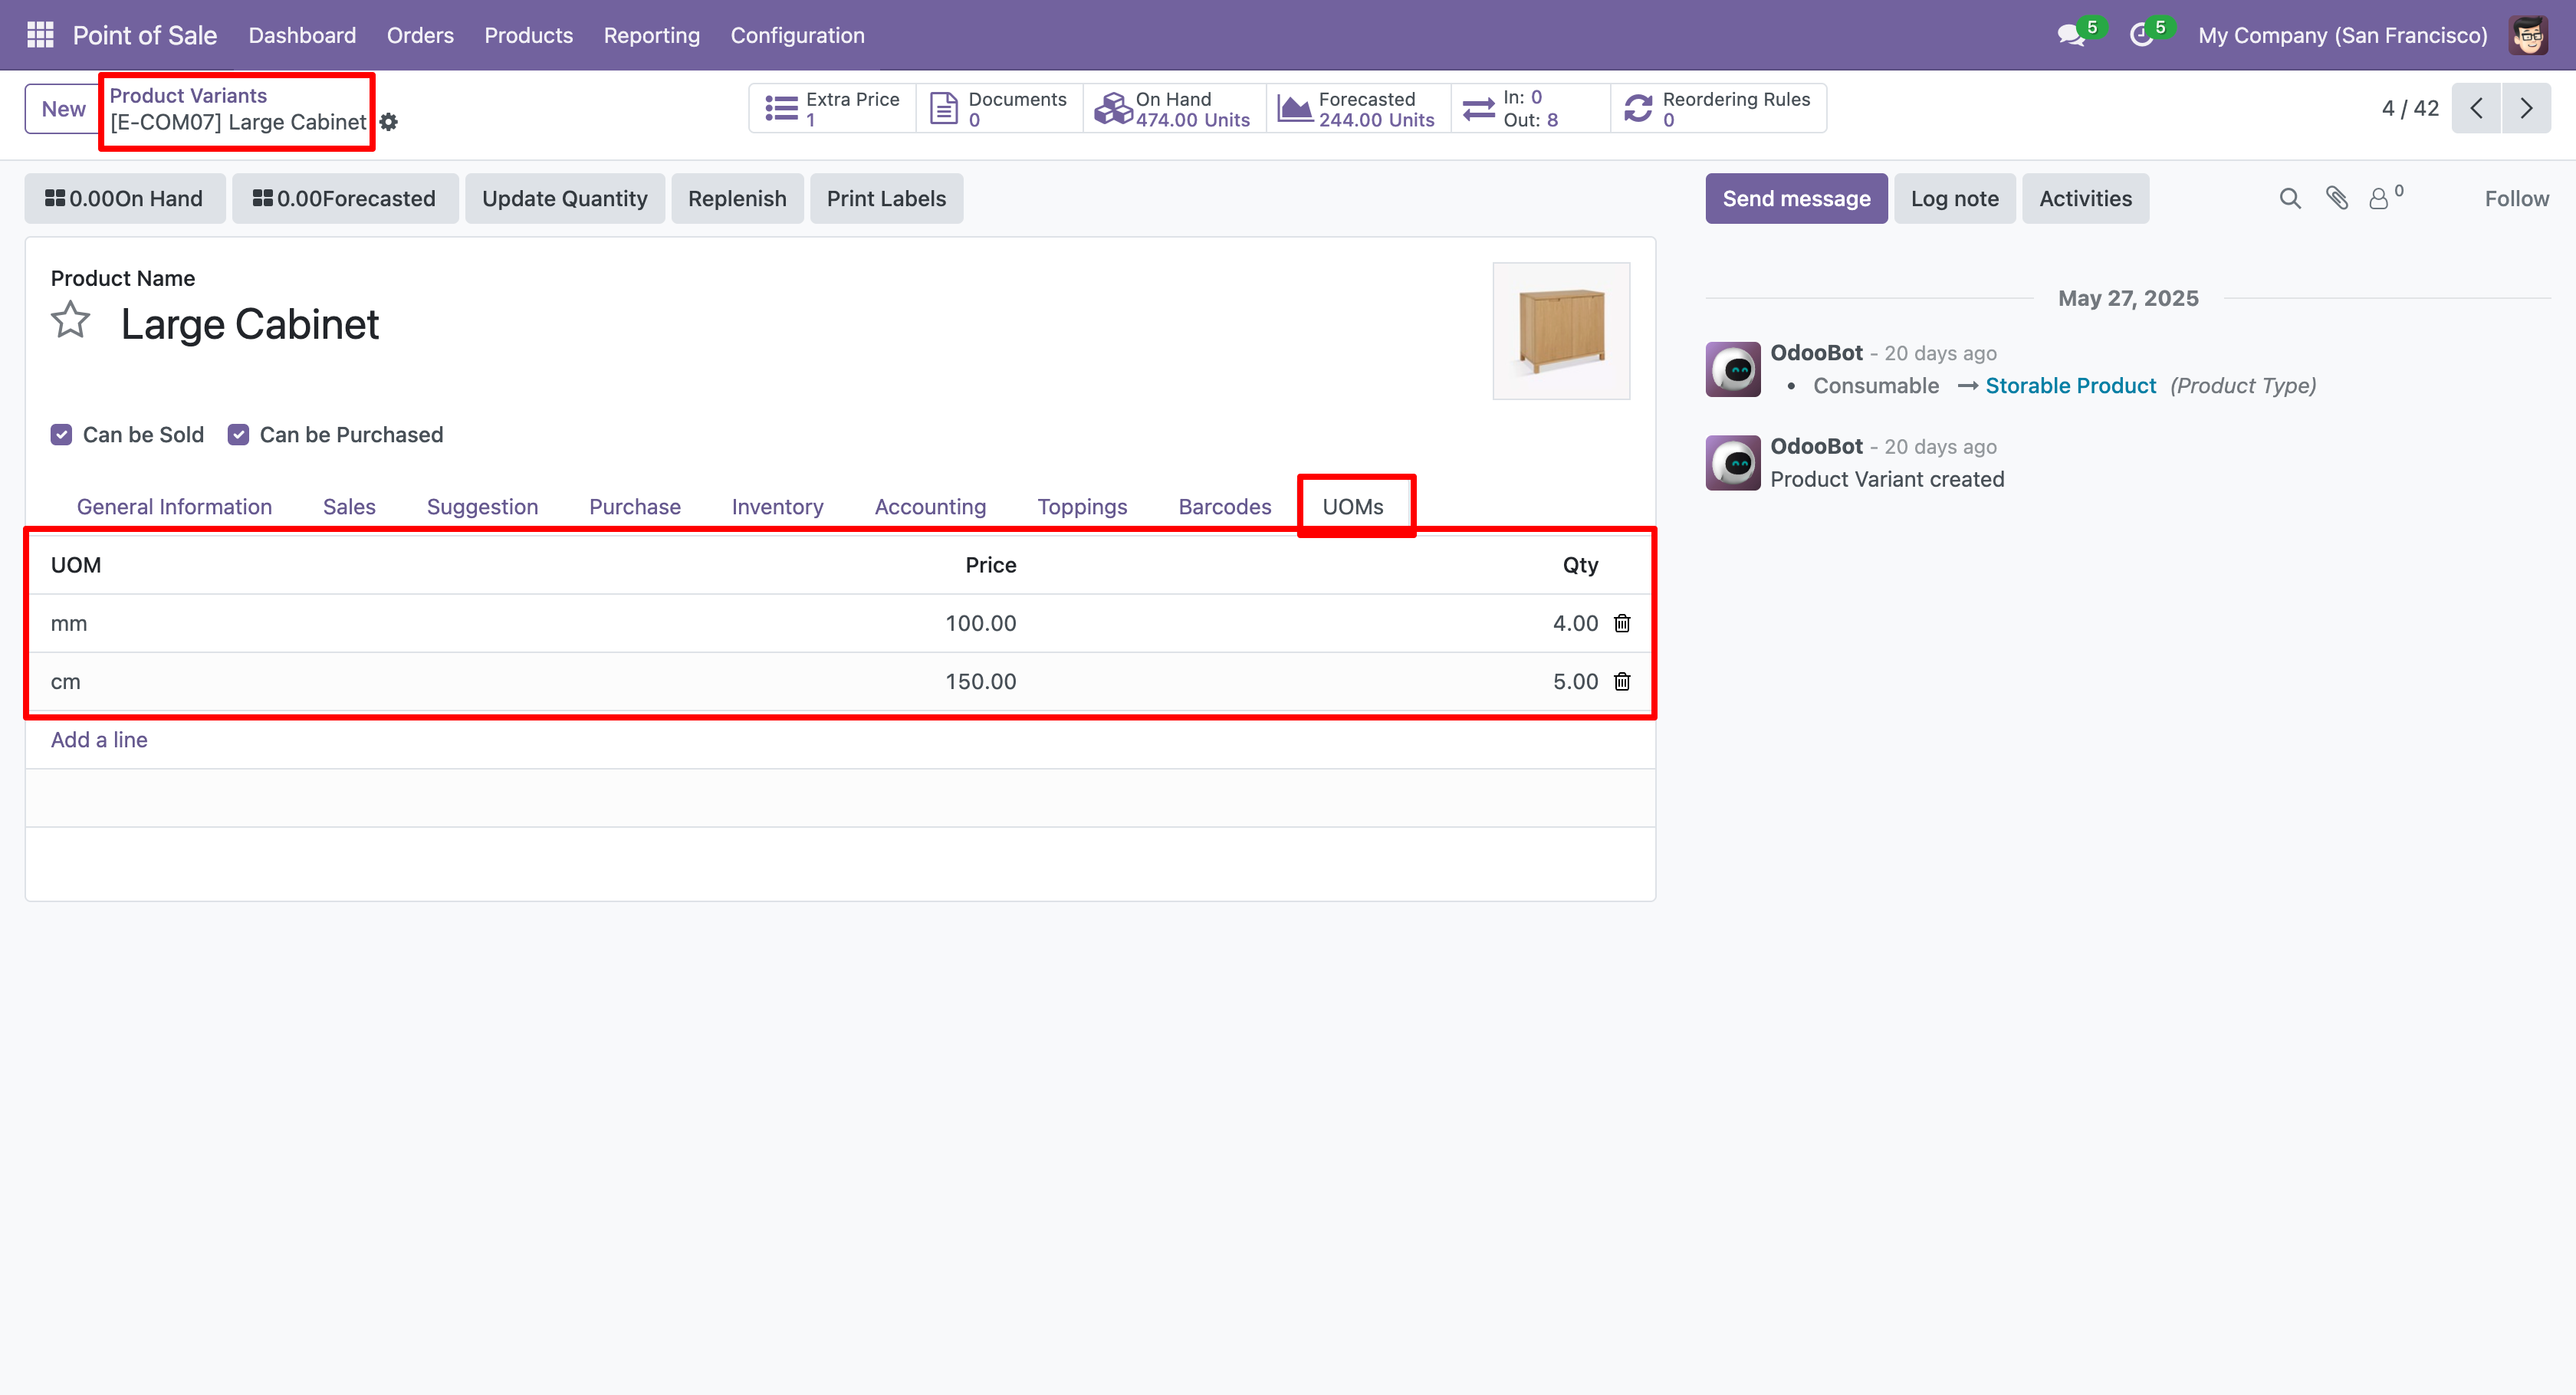 Point of Sale Dashboard Orders Products Reporting Configuration 5 5 My Company (San Francisco)
New
Product Variants
[E-COM07] Large Cabinet
Extra Price
1
Documents
0
On Hand
474.00 Units
Forecasted
244.00 Units
In: 0
Out: 8
Reordering Rules
0
4 / 42
0.00On Hand 0.00Forecasted Update Quantity Replenish Print Labels
Send message Log note Activities 0 Follow
Product Name
Large Cabinet
Can be Sold Can be Purchased
General Information Sales Suggestion Purchase Inventory Accounting Toppings Barcodes UOMs
UOM Price Qty
mm 100.00 4.00
cm 150.00 5.00
Add a line
May 27, 2025
OdooBot - 20 days ago
• Consumable → Storable Product (Product Type)
OdooBot - 20 days ago
Product Variant created